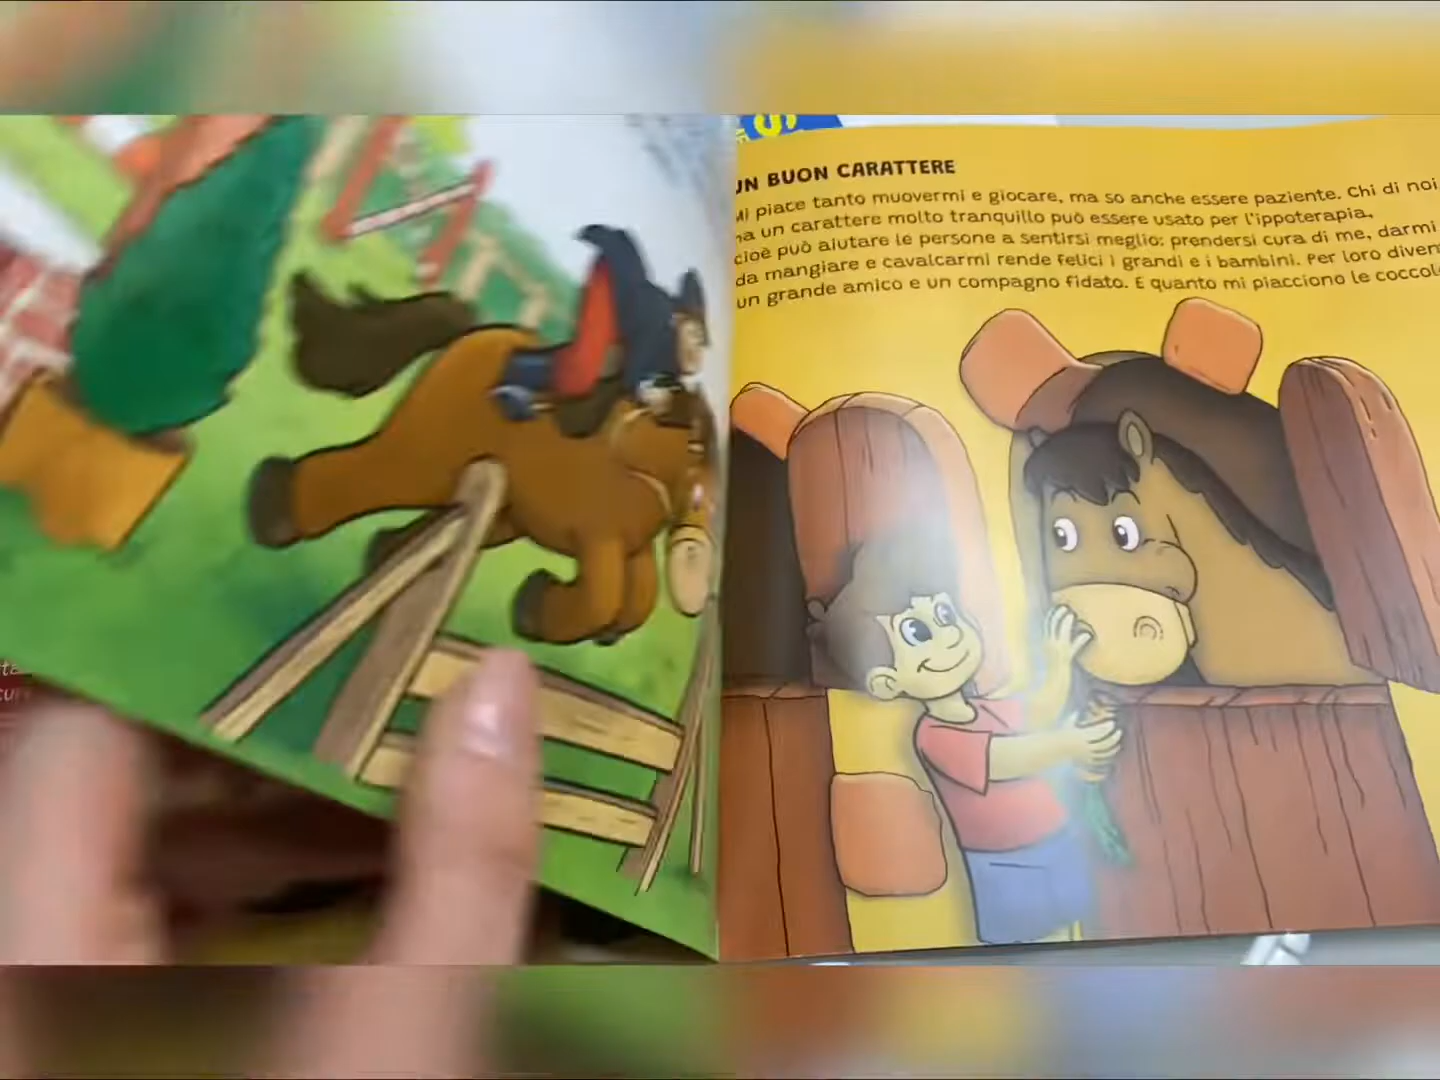 UN BUON CARATTERE
Mi piace tanto muovermi e giocare, ma so anche essere paziente. Chi di noi
ha un carattere molto tranquillo può essere usato per l'ippoterapia,
cioè può aiutare le persone a sentirsi meglio: prendersi cura di me, darmi
da mangiare e cavalcarmi rende felici i grandi e i bambini. Per loro diven
un grande amico e un compagno fidato. E quanto mi piacciono le coccol